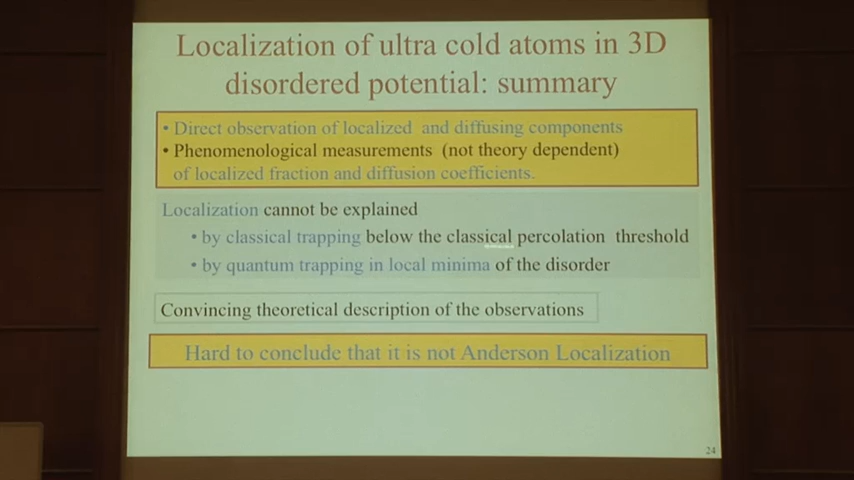 Localization of ultra cold atoms in 3D
disordered potential: summary
• Direct observation of localized and diffusing components
• Phenomenological measurements (not theory dependent)
of localized fraction and diffusion coefficients.
Localization cannot be explained
• by classical trapping below the classical percolation threshold
• by quantum trapping in local minima of the disorder
Convincing theoretical description of the observations
Hard to conclude that it is not Anderson Localization
24